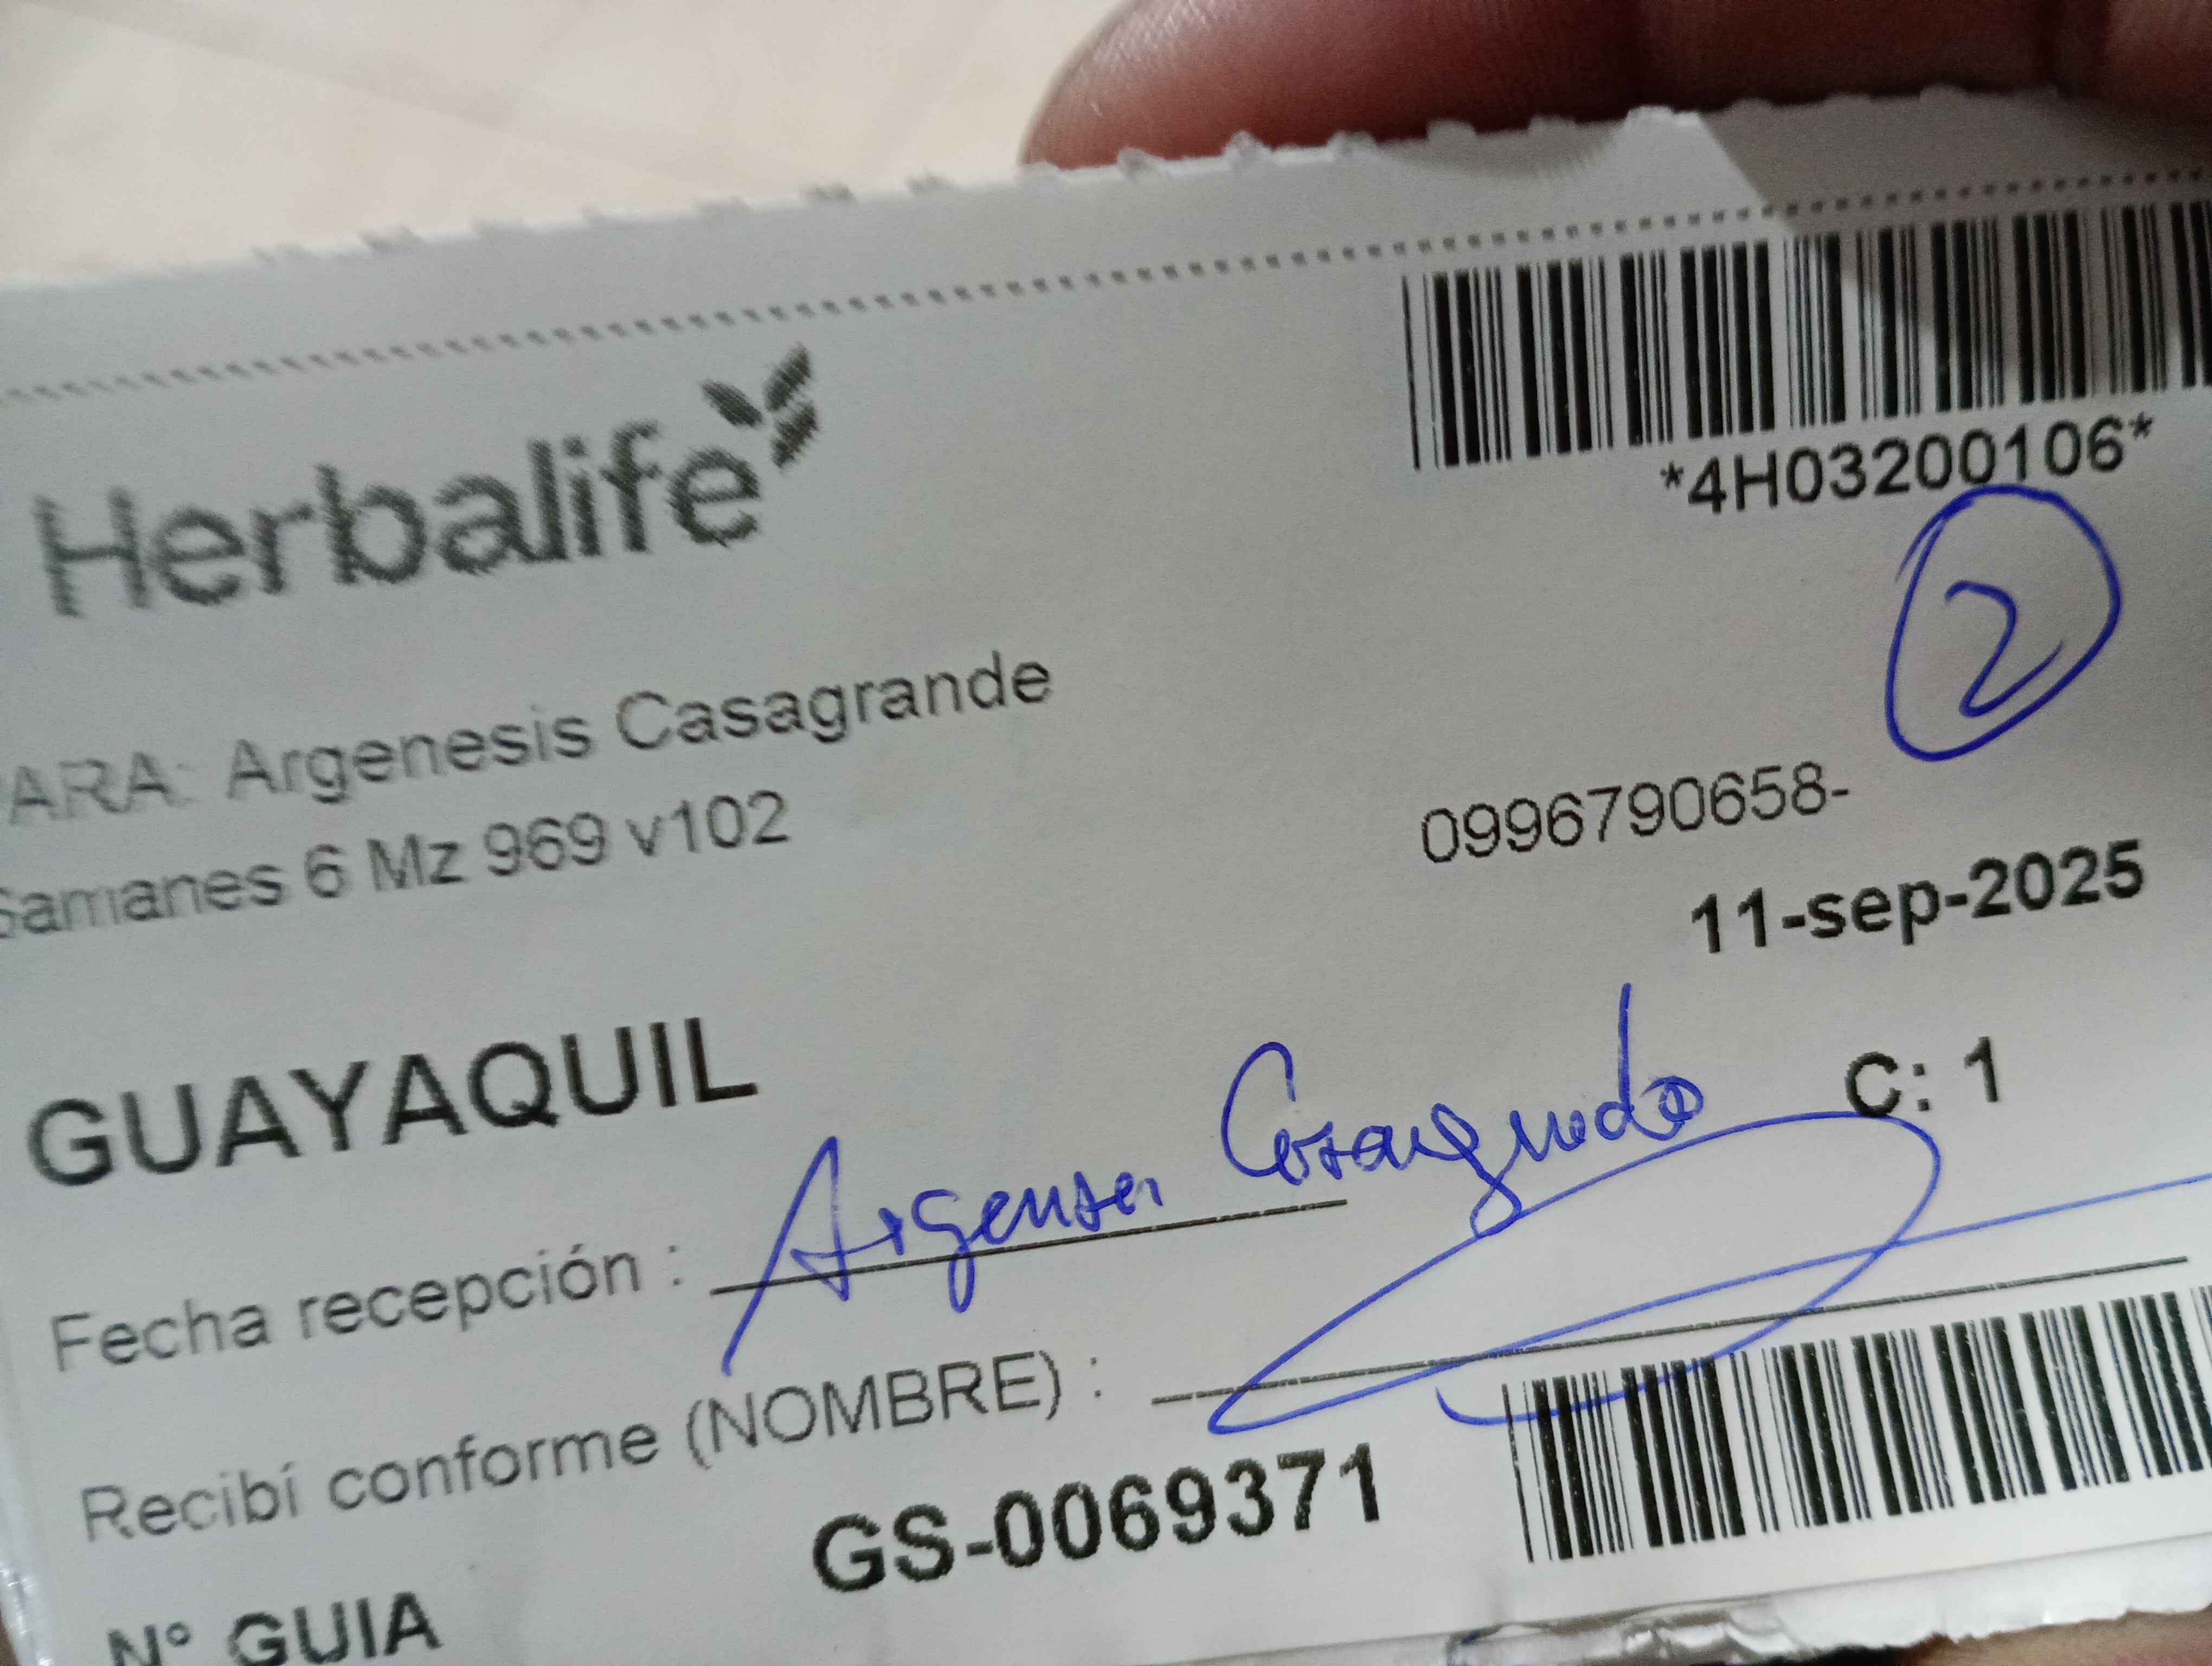 Herbalife
*4H03200106*
2
ARA: Argenesis Casagrande
Samanes 6 Mz 969 v102
0996790658-
11-sep-2025
GUAYAQUIL
C: 1
Fecha recepción : Casagrande
Recibí conforme (NOMBRE) :
GS-0069371
N° GUIA